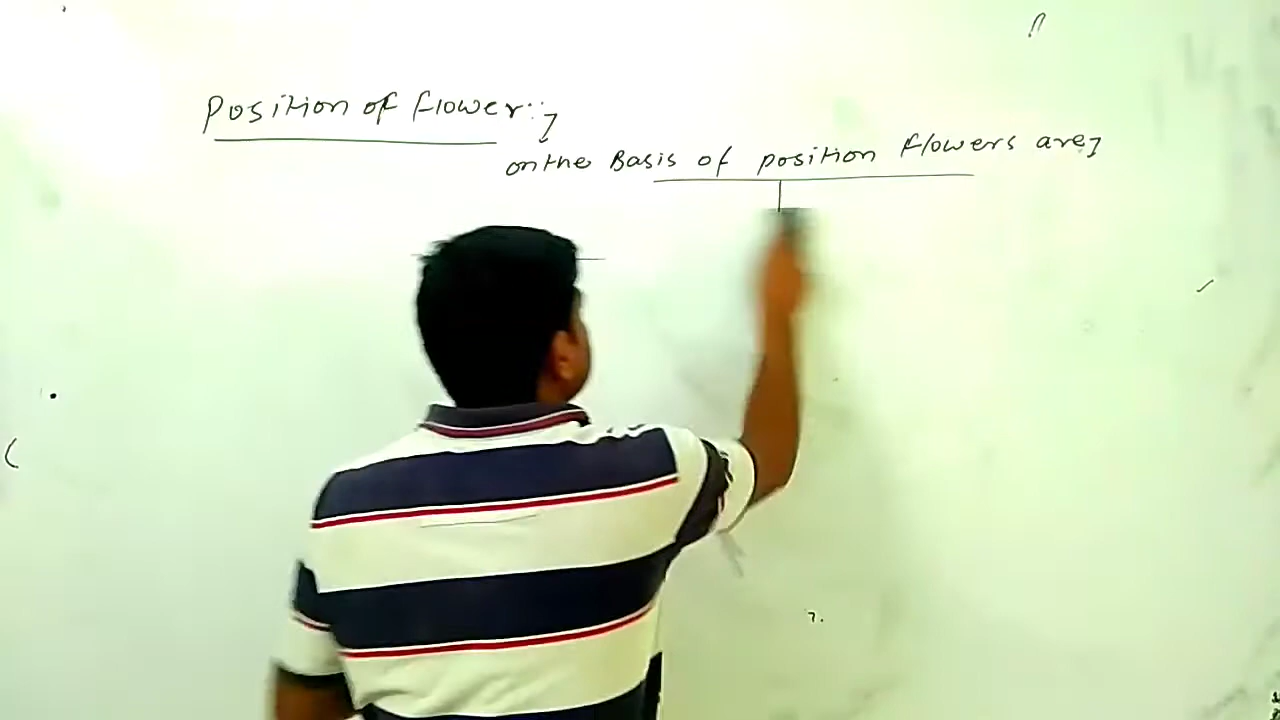 Position of flower:-
on the Basis of position flowers are